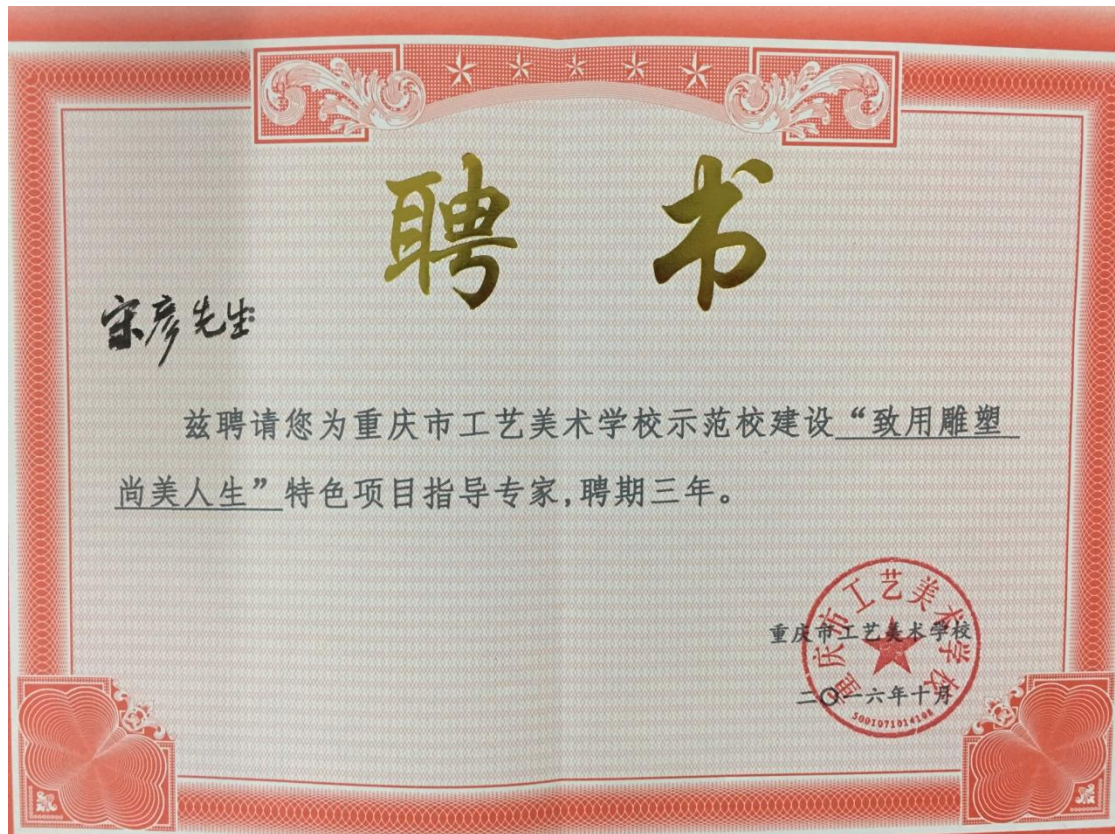 聘 书
宋彦先生:
兹聘请您为重庆市工艺美术学校示范校建设“致用雕塑
尚美人生”特色项目指导专家,聘期三年。
重庆市工艺美术学校
重庆市工艺美术学校
二〇一六年十月
5001071014108